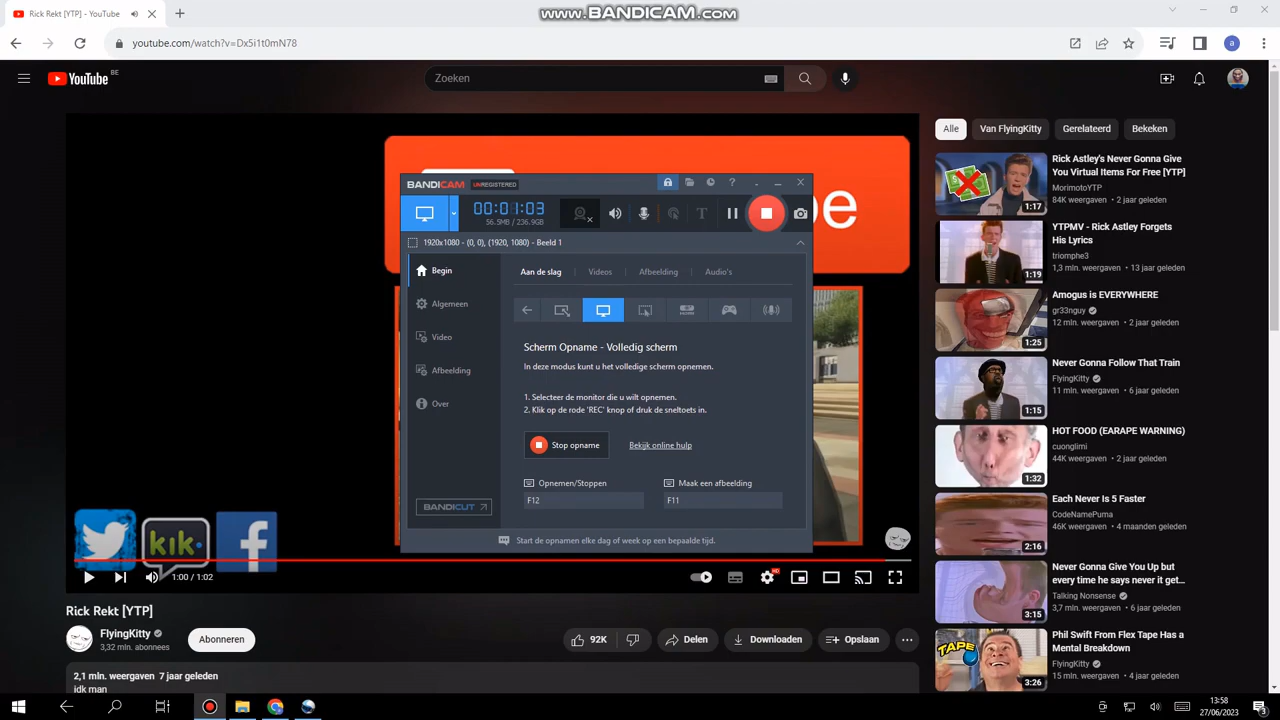 Rick Rekt [YTP] - YouTube
www.BANDICAM.com
youtube.com/watch?v=Dx5i1t0mN78
a
YouTube BE
Zoeken
be
BANDICAM UNREGISTERED
00:01:03
56.5MB / 236.9GB
1920x1080 - (0, 0), (1920, 1080) - Beeld 1
Begin
Algemeen
Video
Afbeelding
Over
BANDICUT
Aan de slag
Videos
Afbeelding
Audio's
Scherm Opname - Volledig scherm
In deze modus kunt u het volledige scherm opnemen.
1. Selecteer de monitor die u wilt opnemen.
2. Klik op de rode 'REC' knop of druk de sneltoets in.
Stop opname
Bekijk online hulp
Opnemen/Stoppen
F12
Maak een afbeelding
F11
Start de opnamen elke dag of week op een bepaalde tijd.
kik.
1:00 / 1:02
HD
Rick Rekt [YTP]
FlyingKitty
3,32 mln. abonnees
Abonneren
92K
Delen
Downloaden
Opslaan
2,1 mln. weergaven 7 jaar geleden
idk man
Alle
Van FlyingKitty
Gerelateerd
Bekeken
Rick Astley's Never Gonna Give
You Virtual Items For Free [YTP]
MorimotoYTP
84K weergaven • 2 jaar geleden
1:17
YTPMV - Rick Astley Forgets
His Lyrics
triomphe3
1,3 mln. weergaven • 13 jaar geleden
1:19
Amogus is EVERYWHERE
gr33nguy
12 mln. weergaven • 2 jaar geleden
1:25
Never Gonna Follow That Train
FlyingKitty
11 mln. weergaven • 6 jaar geleden
1:15
HOT FOOD (EARAPE WARNING)
cuonglimi
44K weergaven • 2 jaar geleden
1:32
Each Never Is 5 Faster
CodeNamePuma
46K weergaven • 4 maanden geleden
2:16
Never Gonna Give You Up but
every time he says never it get...
Talking Nonsense
3,7 mln. weergaven • 6 jaar geleden
3:15
Phil Swift From Flex Tape Has a
Mental Breakdown
FlyingKitty
15 mln. weergaven • 4 jaar geleden
TAPE
3:26
13:58
27/06/2023
3